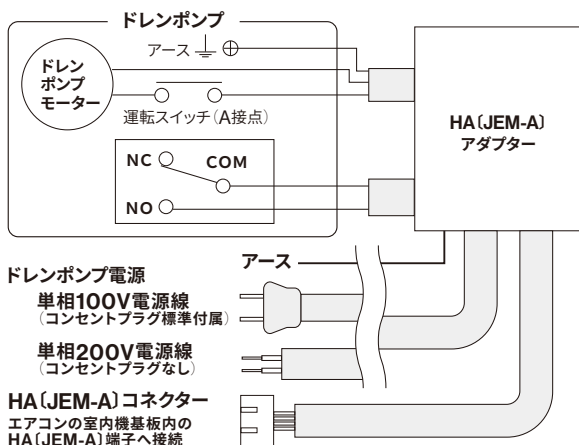 ドレンポンプ
アース
ドレン
ポンプ
モーター
運転スイッチ（A接点）
HA〔JEM-A〕
アダプター
NC
COM
NO
アース
ドレンポンプ電源
単相100V電源線
（コンセントプラグ標準付属）
単相200V電源線
（コンセントプラグなし）
HA〔JEM-A〕コネクター
エアコンの室内機基板内の
HA〔JEM-A〕端子へ接続